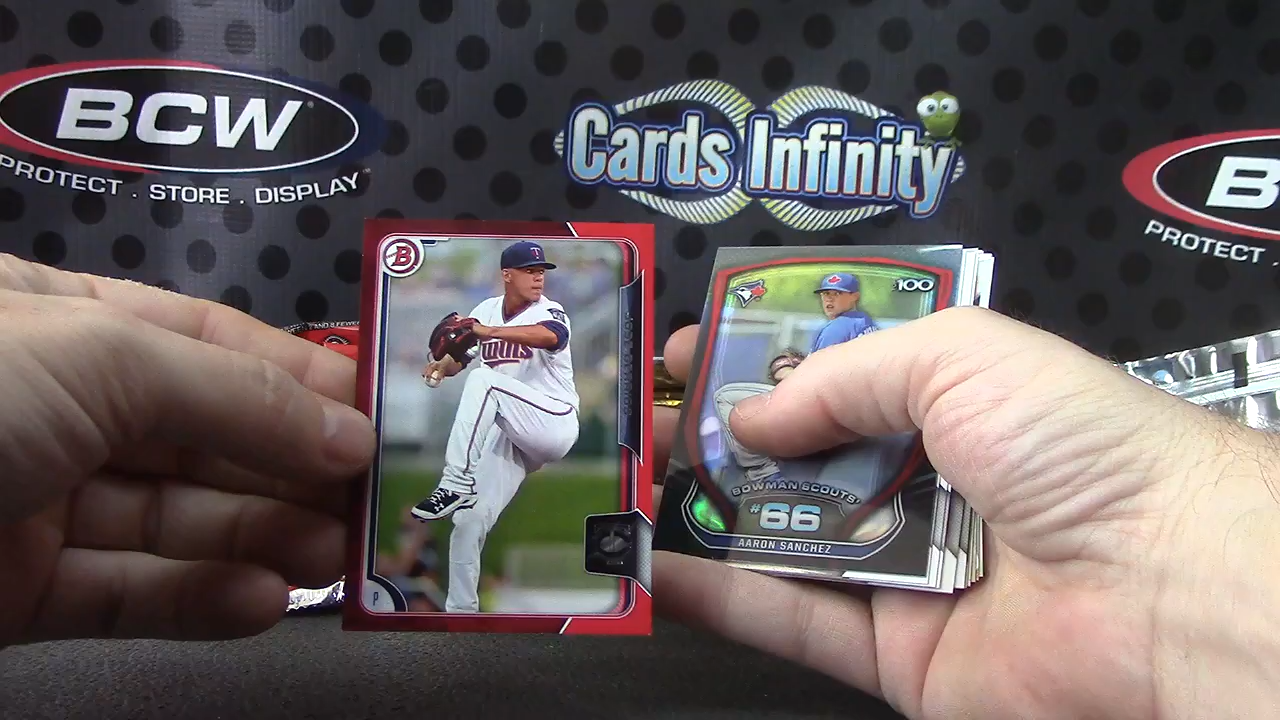 BCW
PROTECT . STORE . DISPLAY
Cards Infinity
B
PROTECT
B
TWINS
P
100
BOWMAN SCOUTS'
#66
AARON SANCHEZ